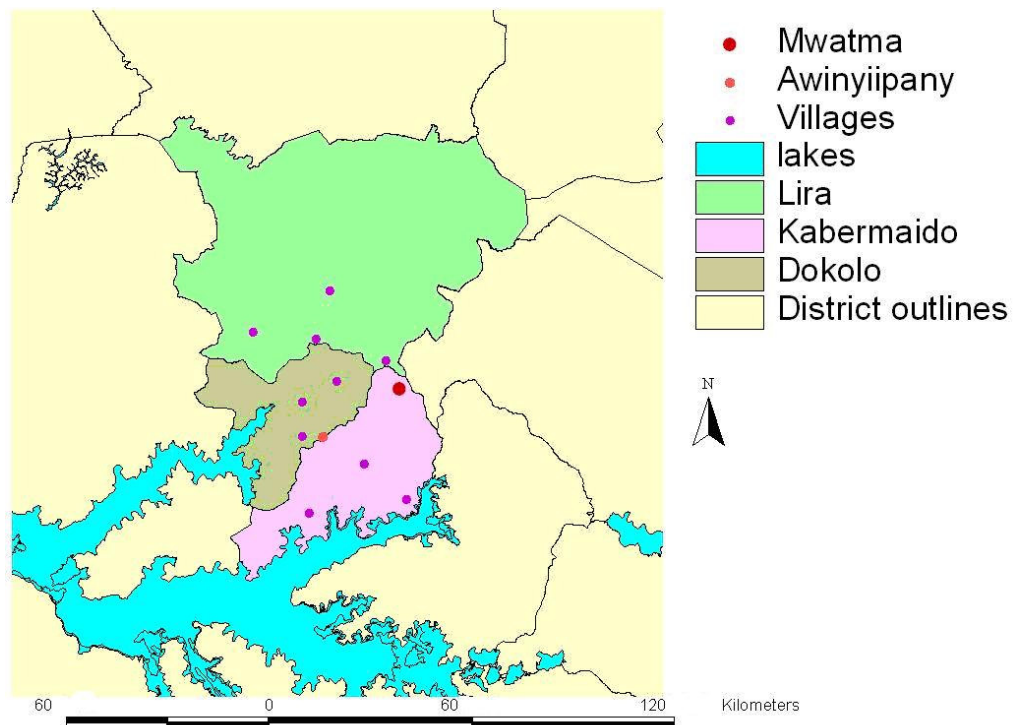 Mwatma
Awinyiipany
Villages
lakes
Lira
Kabermaido
Dokolo
District outlines
N
60 0 60 120 Kilometers